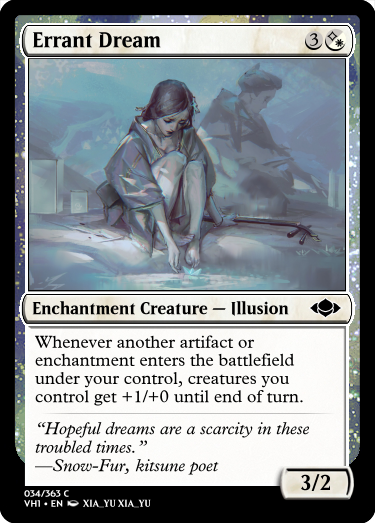 Errant Dream 3
Enchantment Creature — Illusion
Whenever another artifact or
enchantment enters the battlefield
under your control, creatures you
control get +1/+0 until end of turn.
“Hopeful dreams are a scarcity in these
troubled times.”
—Snow-Fur, kitsune poet
3/2
034/363 C
VH1 • EN XIA_YU XIA_YU